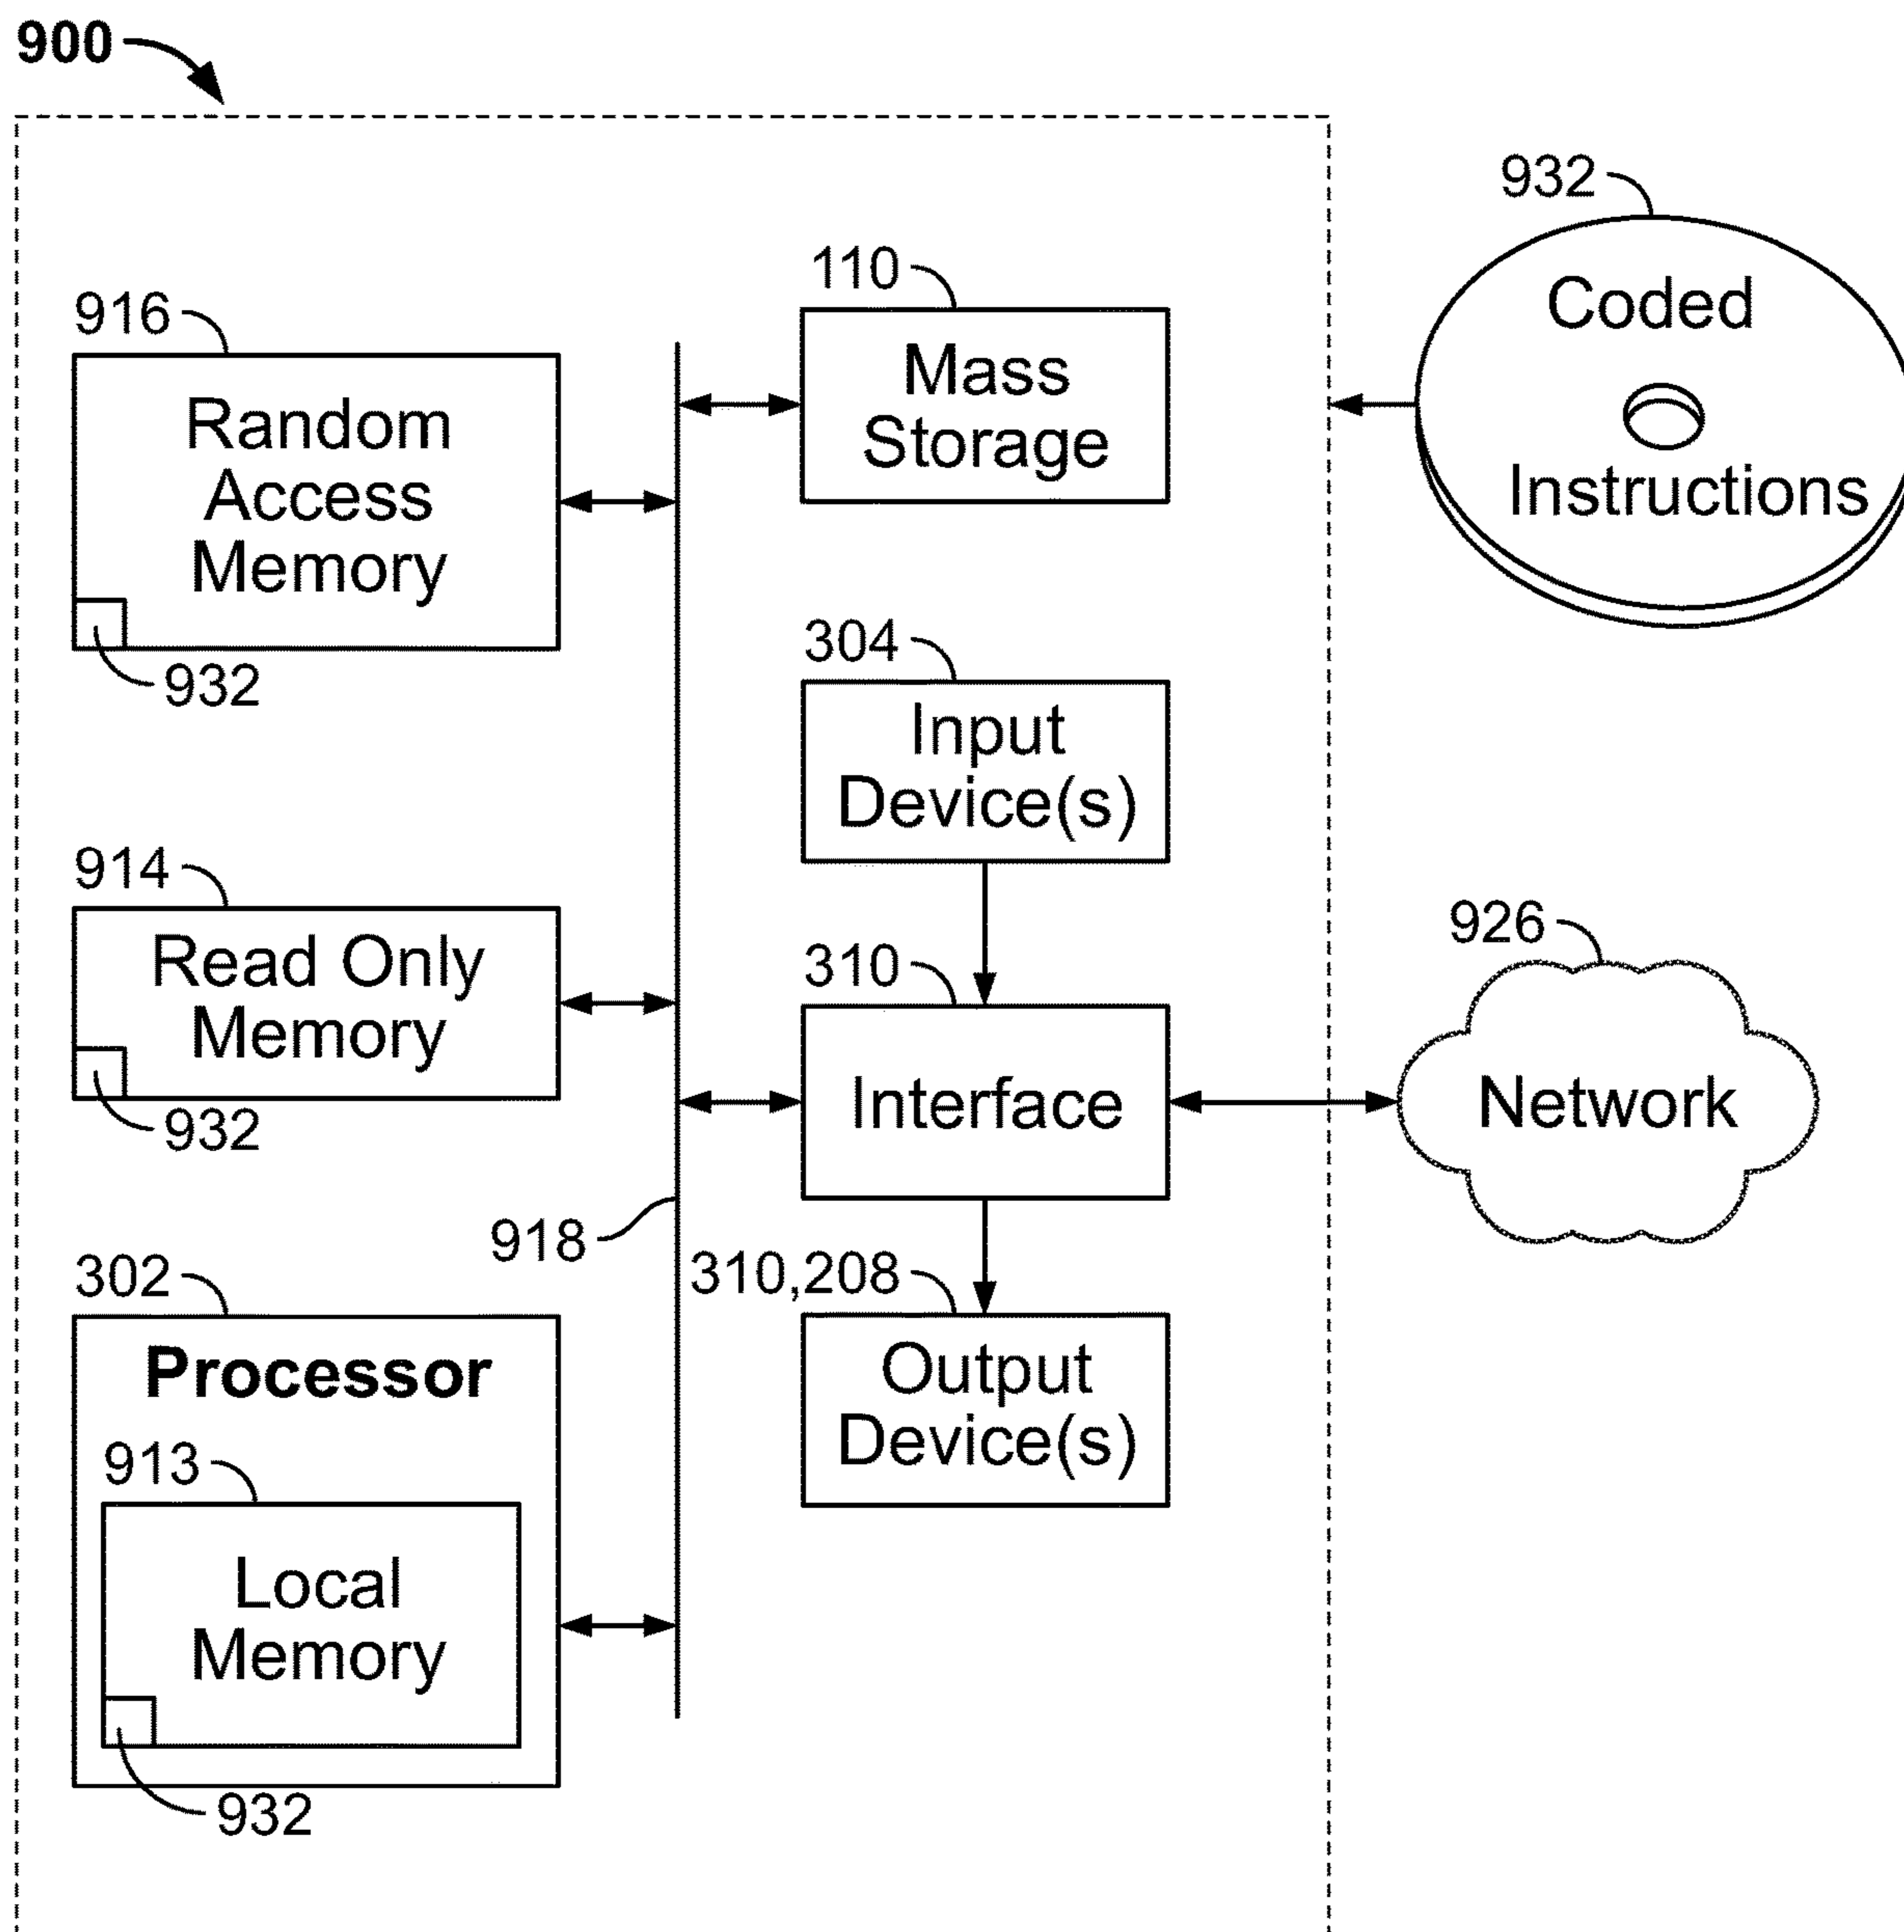 900
932
Coded
Instructions
110
Mass
Storage
916
Random
Access
Memory
932
304
Input
Device(s)
914
Read Only
Memory
932
310
Interface
926
Network
918
310,208
Output
Device(s)
302
Processor
913
Local
Memory
932